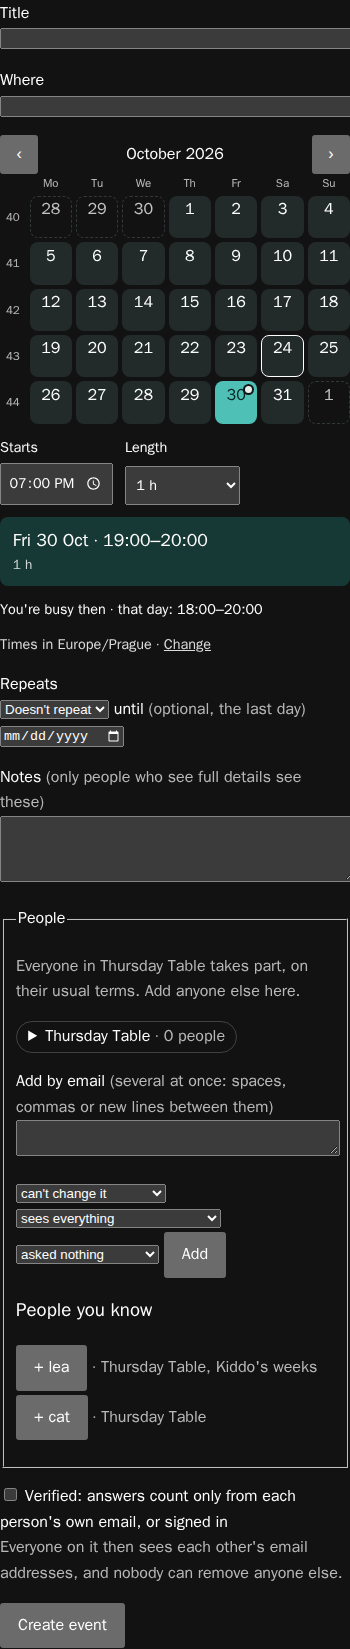 Title
Where
‹ October 2026 ›
Mo Tu We Th Fr Sa Su
40 28 29 30 1 2 3 4
41 5 6 7 8 9 10 11
42 12 13 14 15 16 17 18
43 19 20 21 22 23 24 25
44 26 27 28 29 30 31 1
Starts Length
07:00 PM 1 h
Fri 30 Oct · 19:00–20:00
1 h
You're busy then · that day: 18:00–20:00
Times in Europe/Prague · Change
Repeats
Doesn't repeat until (optional, the last day)
mm/dd/yyyy
Notes (only people who see full details see
these)
People
Everyone in Thursday Table takes part, on
their usual terms. Add anyone else here.
▶ Thursday Table · 0 people
Add by email (several at once: spaces,
commas or new lines between them)
can't change it
sees everything
asked nothing Add
People you know
+ lea · Thursday Table, Kiddo's weeks
+ cat · Thursday Table
Verified: answers count only from each
person's own email, or signed in
Everyone on it then sees each other's email
addresses, and nobody can remove anyone else.
Create event